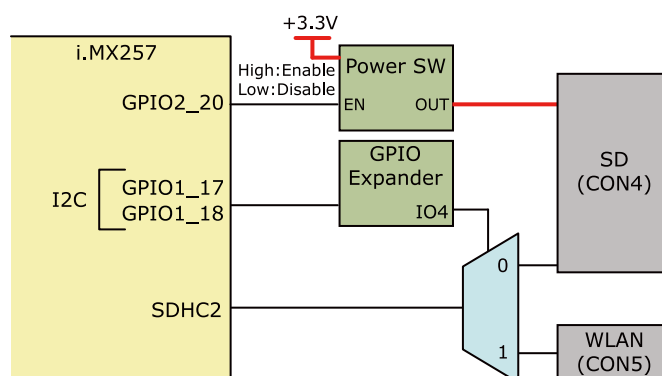 +3.3V
i.MX257
High:Enable
Low:Disable
Power SW
GPIO2_20
EN
OUT
GPIO
Expander
SD
(CON4)
I2C
GPIO1_17
GPIO1_18
IO4
0
SDHC2
1
WLAN
(CON5)